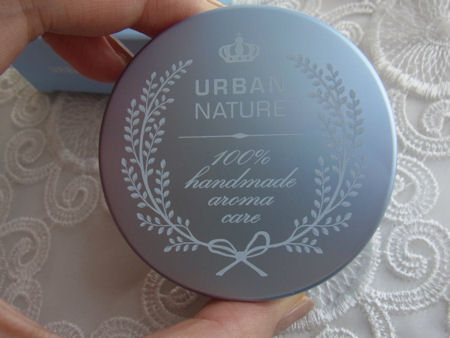 URBAN
NATURE
100%
handmade
aroma
care